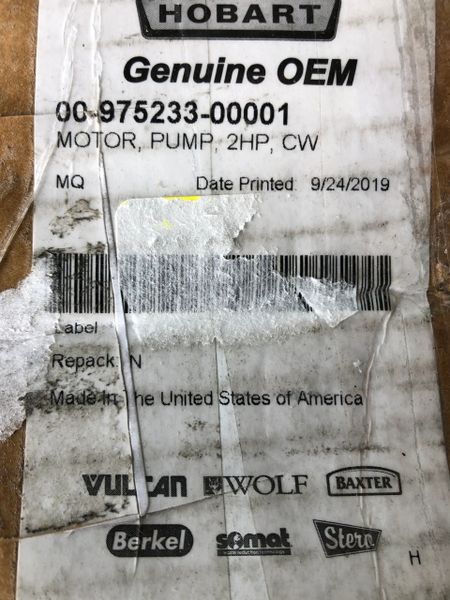 HOBART
Genuine OEM
00-975233-00001
MOTOR, PUMP, 2HP, CW
MQ Date Printed: 9/24/2019
Label
Repack: N
Made In The United States of America
VULCAN WOLF BAXTER
Berkel somat Stero
H